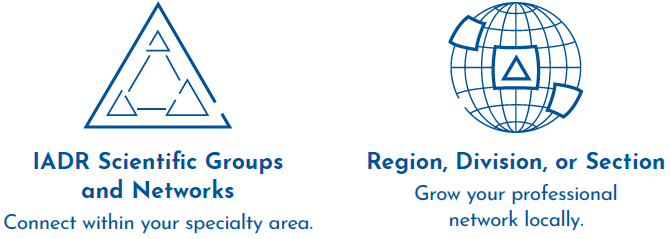 IADR Scientific Groups
and Networks
Connect within your specialty area.
Region, Division, or Section
Grow your professional
network locally.